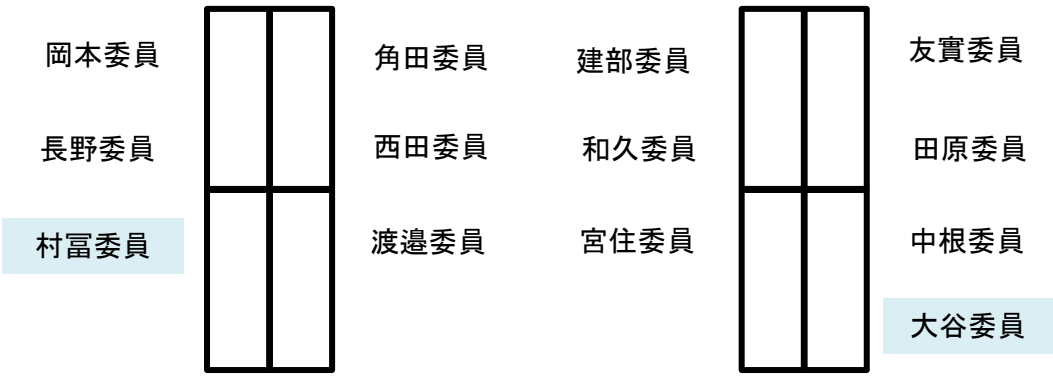 岡本委員
角田委員
建部委員
友實委員
長野委員
西田委員
和久委員
田原委員
村冨委員
渡邉委員
宮住委員
中根委員
大谷委員